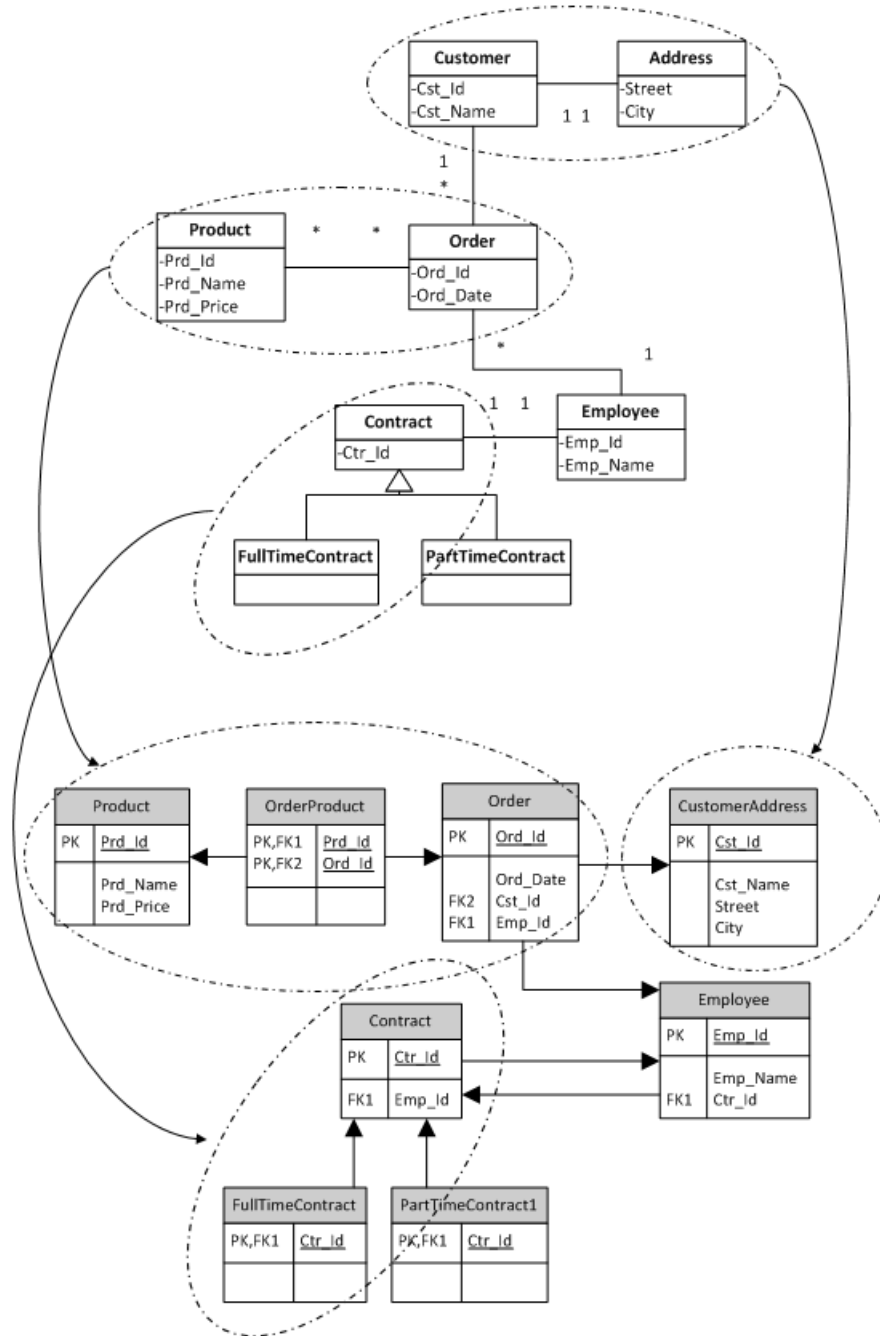 Customer
-Cst_Id
-Cst_Name
Address
-Street
-City
1 1
1
*
Product
-Prd_Id
-Prd_Name
-Prd_Price
* *
Order
-Ord_Id
-Ord_Date
*
1
Contract
-Ctr_Id
1 1
Employee
-Emp_Id
-Emp_Name
FullTimeContract
PartTimeContract
Product
PK Prd_Id
Prd_Name
Prd_Price
OrderProduct
PK,FK1 Prd_Id
PK,FK2 Ord_Id
Order
PK Ord_Id
Ord_Date
FK2 Cst_Id
FK1 Emp_Id
CustomerAddress
PK Cst_Id
Cst_Name
Street
City
Contract
PK Ctr_Id
FK1 Emp_Id
Employee
PK Emp_Id
Emp_Name
FK1 Ctr_Id
FullTimeContract
PK,FK1 Ctr_Id
PartTimeContract1
PK,FK1 Ctr_Id